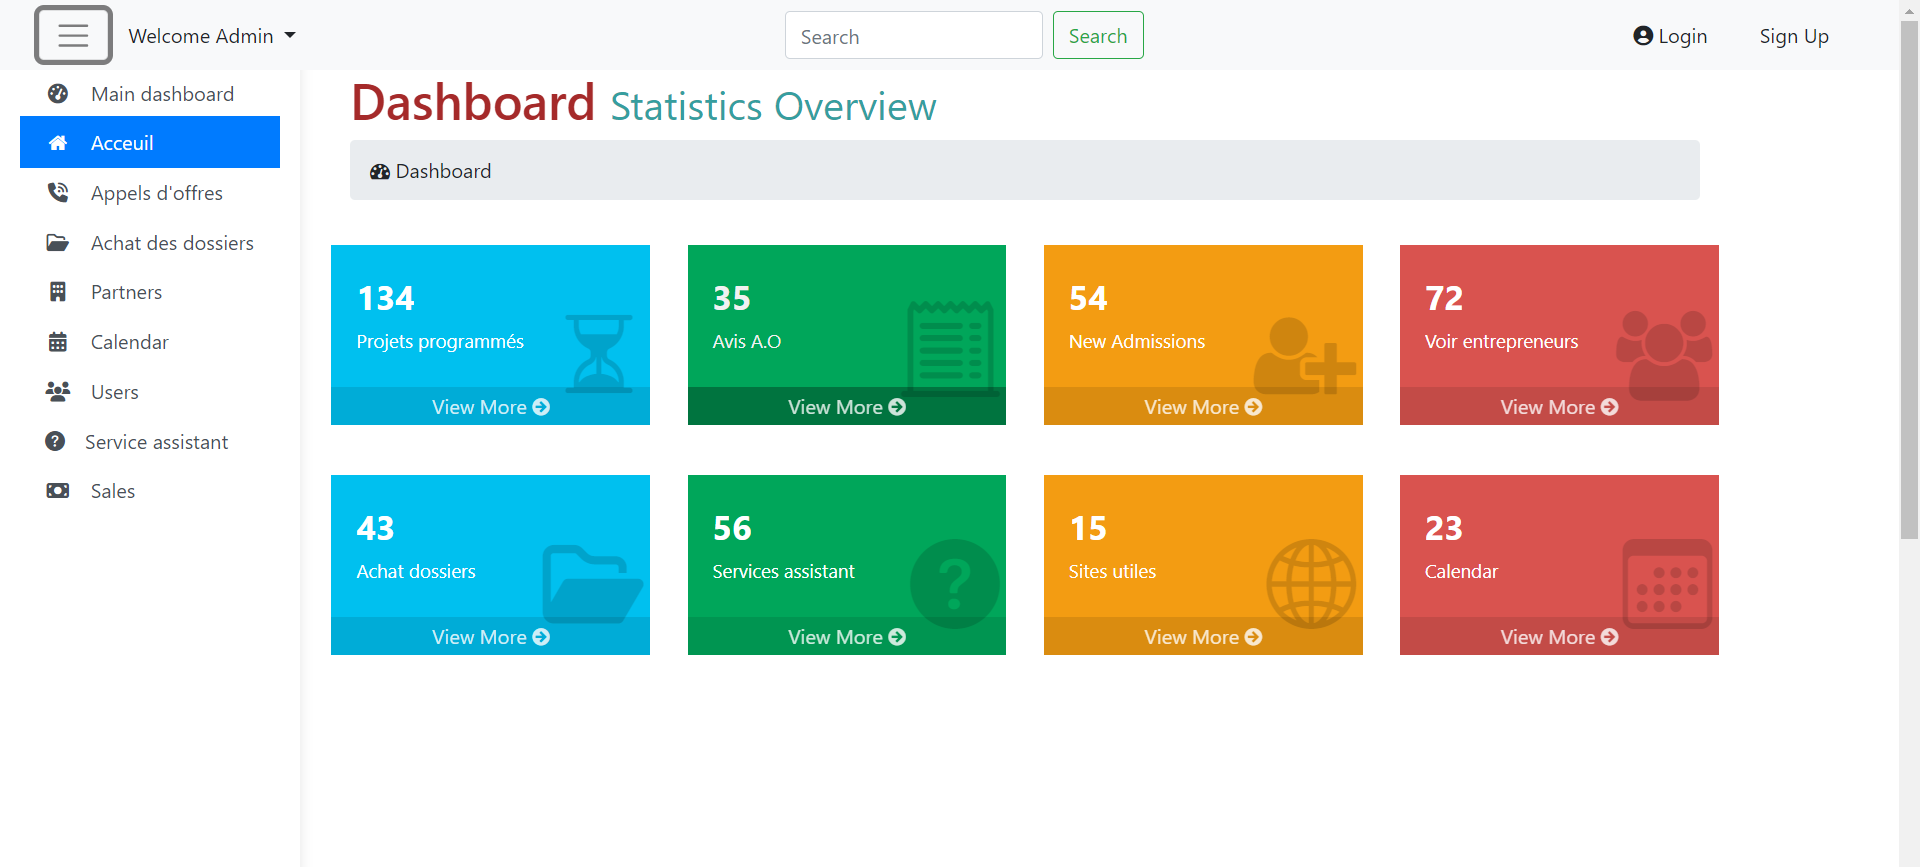 Welcome Admin
Search
Search
Login
Sign Up
Main dashboard
Acceuil
Appels d'offres
Achat des dossiers
Partners
Calendar
Users
Service assistant
Sales
Dashboard Statistics Overview
Dashboard
134
Projets programmés
View More
35
Avis A.O
View More
54
New Admissions
View More
72
Voir entrepreneurs
View More
43
Achat dossiers
View More
56
Services assistant
View More
15
Sites utiles
View More
23
Calendar
View More